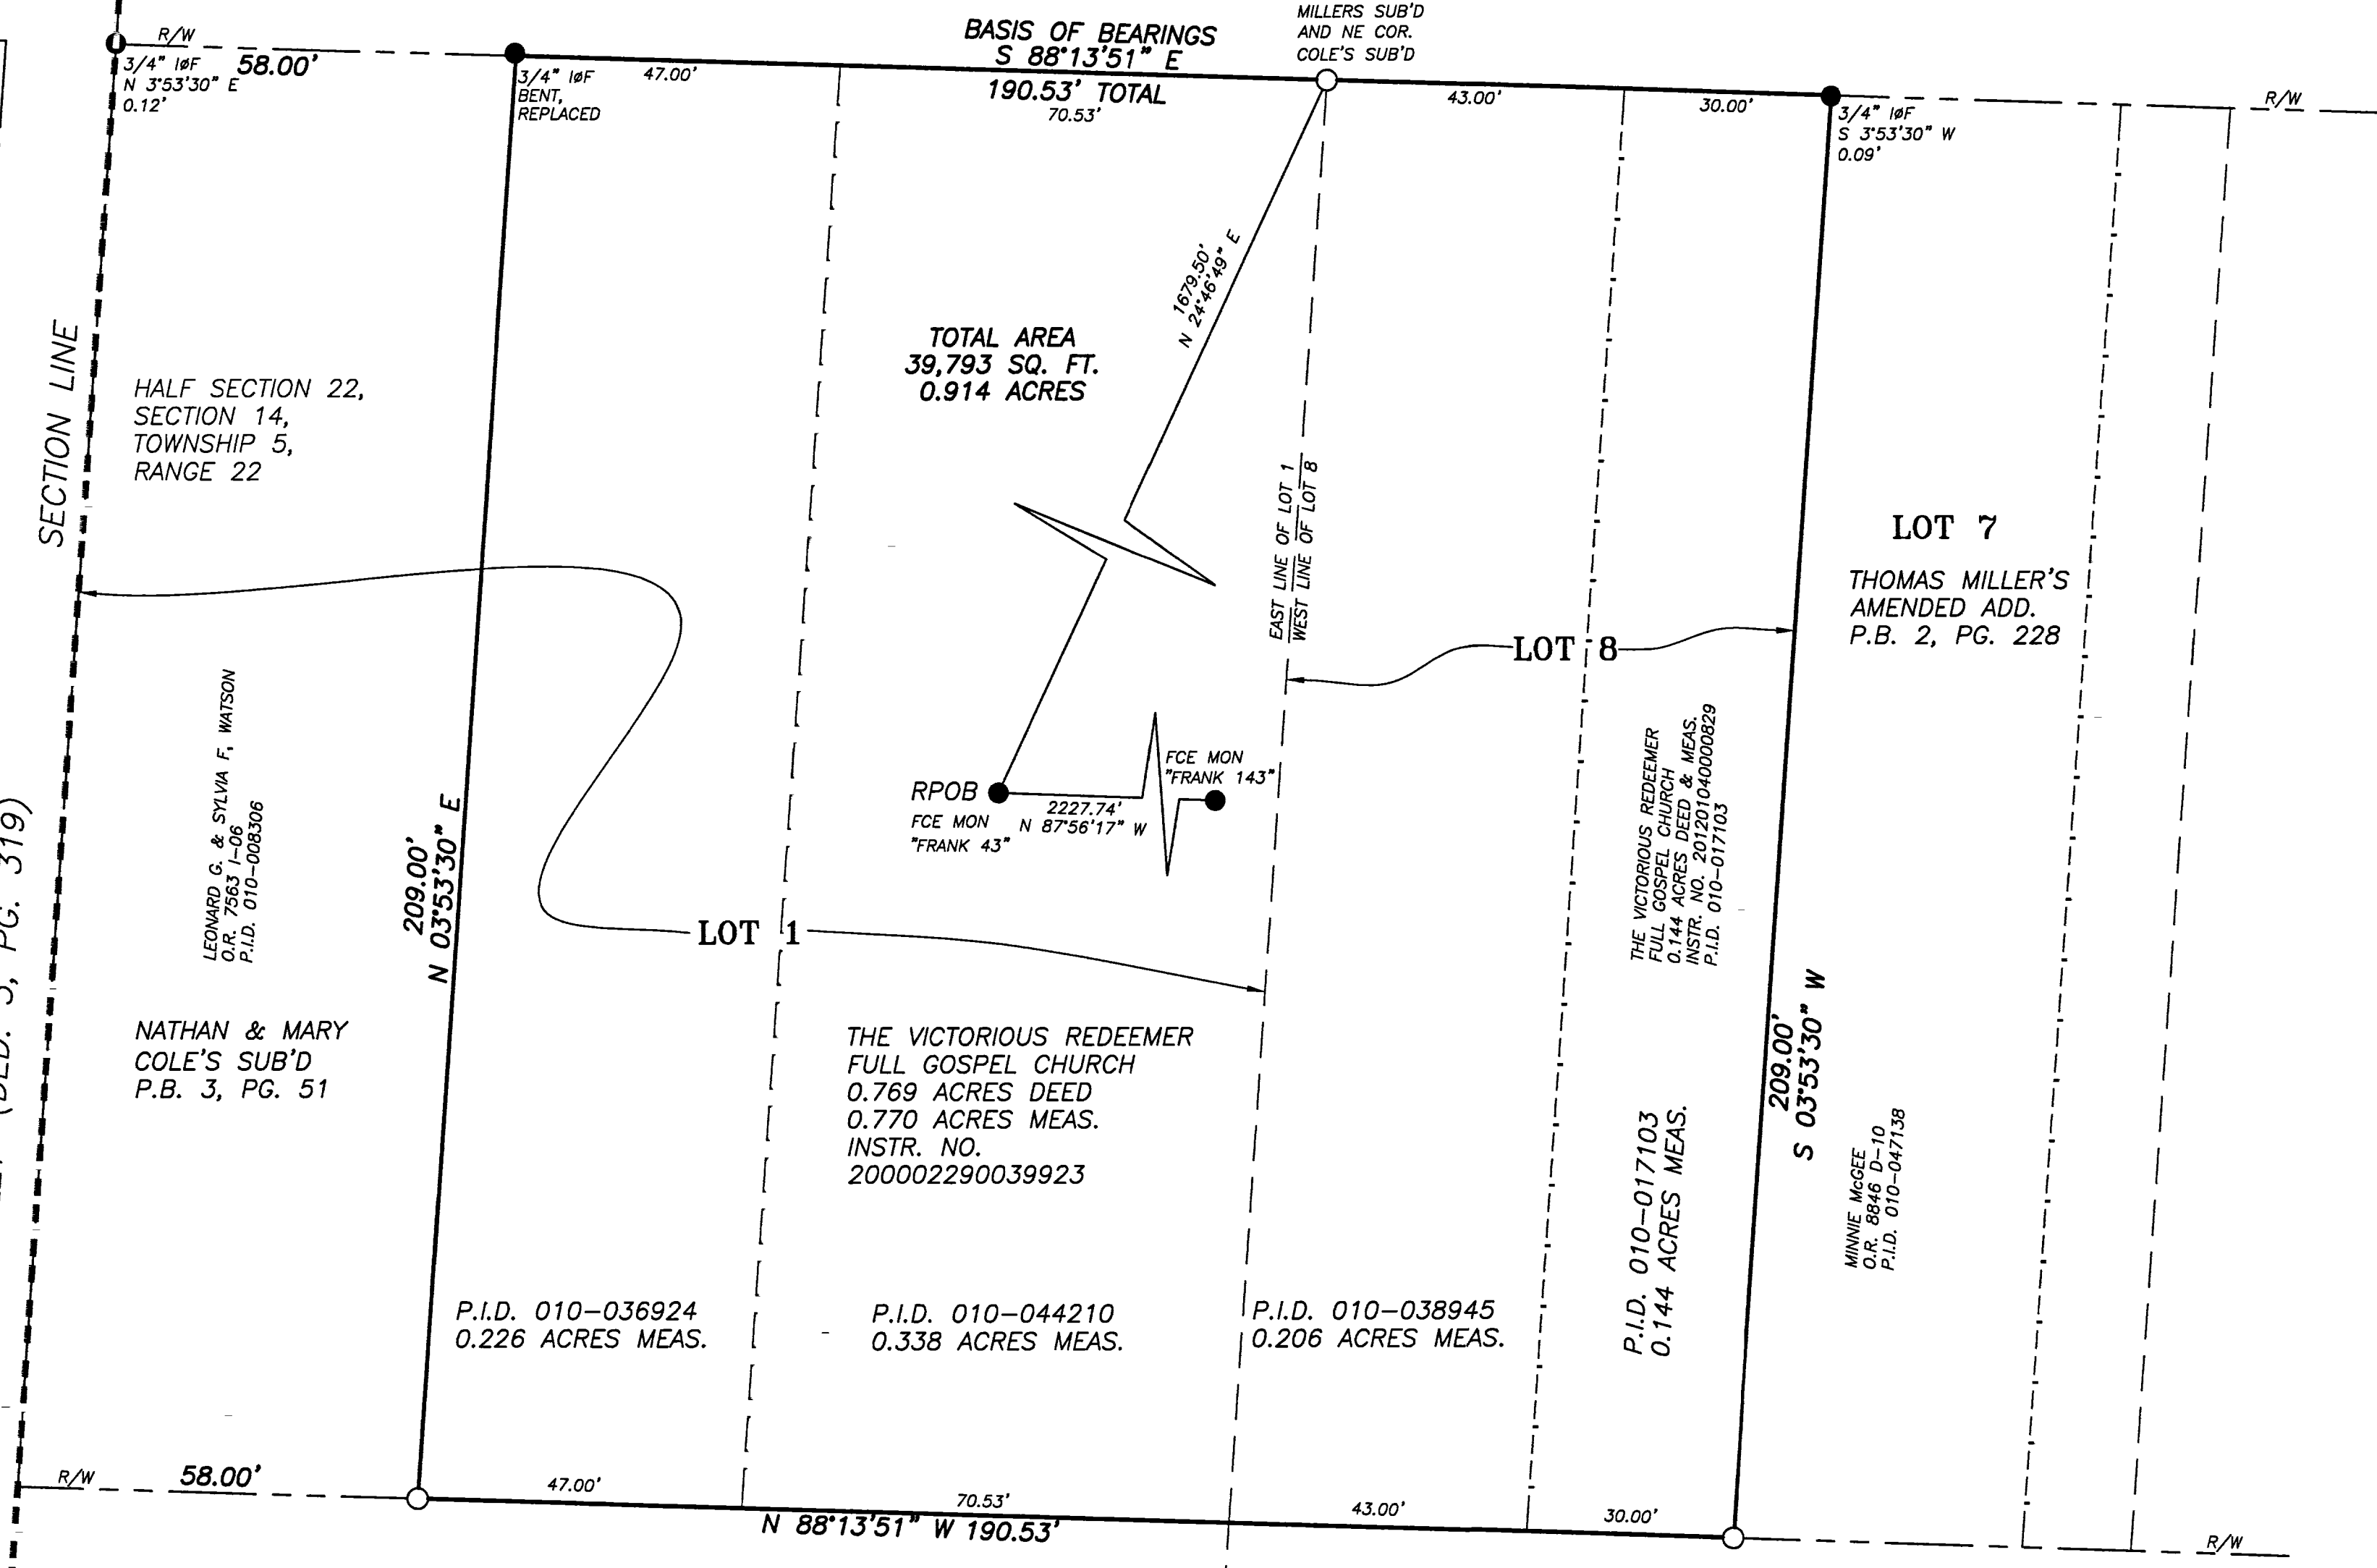 MILLERS SUB'D
AND NE COR.
COLE'S SUB'D
BASIS OF BEARINGS
S 88°13'51" E
190.53' TOTAL
70.53'
R/W
58.00'
3/4" IØF
N 3°53'30" E
0.12'
3/4" IØF
BENT,
REPLACED
47.00'
43.00'
30.00'
3/4" IØF
S 3°53'30" W
0.09'
R/W
1679.50'
N 24°46'49" E
TOTAL AREA
39,793 SQ. FT.
0.914 ACRES
SECTION LINE
HALF SECTION 22,
SECTION 14,
TOWNSHIP 5,
RANGE 22
EAST LINE OF LOT 1
WEST LINE OF LOT 8
LOT 7
THOMAS MILLER'S
AMENDED ADD.
P.B. 2, PG. 228
LOT 8
LEONARD G. & SYLVIA F. WATSON
O.R. 7563 I-06
P.I.D. 010-008306
209.00'
N 03°53'30" E
RPOB
FCE MON
"FRANK 43"
2227.74'
N 87°56'17" W
FCE MON
"FRANK 143"
THE VICTORIOUS REDEEMER
FULL GOSPEL CHURCH
0.144 ACRES DEED & MEAS.
INSTR. NO. 201201040000829
P.I.D. 010-017103
LOT 1
PG. 319)
NATHAN & MARY
COLE'S SUB'D
P.B. 3, PG. 51
THE VICTORIOUS REDEEMER
FULL GOSPEL CHURCH
0.769 ACRES DEED
0.770 ACRES MEAS.
INSTR. NO.
200002290039923
209.00'
S 03°53'30" W
P.I.D. 010-017103
0.144 ACRES MEAS.
MINNIE McGEE
O.R. 8846 D-10
P.I.D. 010-047138
P.I.D. 010-036924
0.226 ACRES MEAS.
P.I.D. 010-044210
0.338 ACRES MEAS.
P.I.D. 010-038945
0.206 ACRES MEAS.
R/W
58.00'
47.00'
70.53'
43.00'
30.00'
N 88°13'51" W 190.53'
R/W